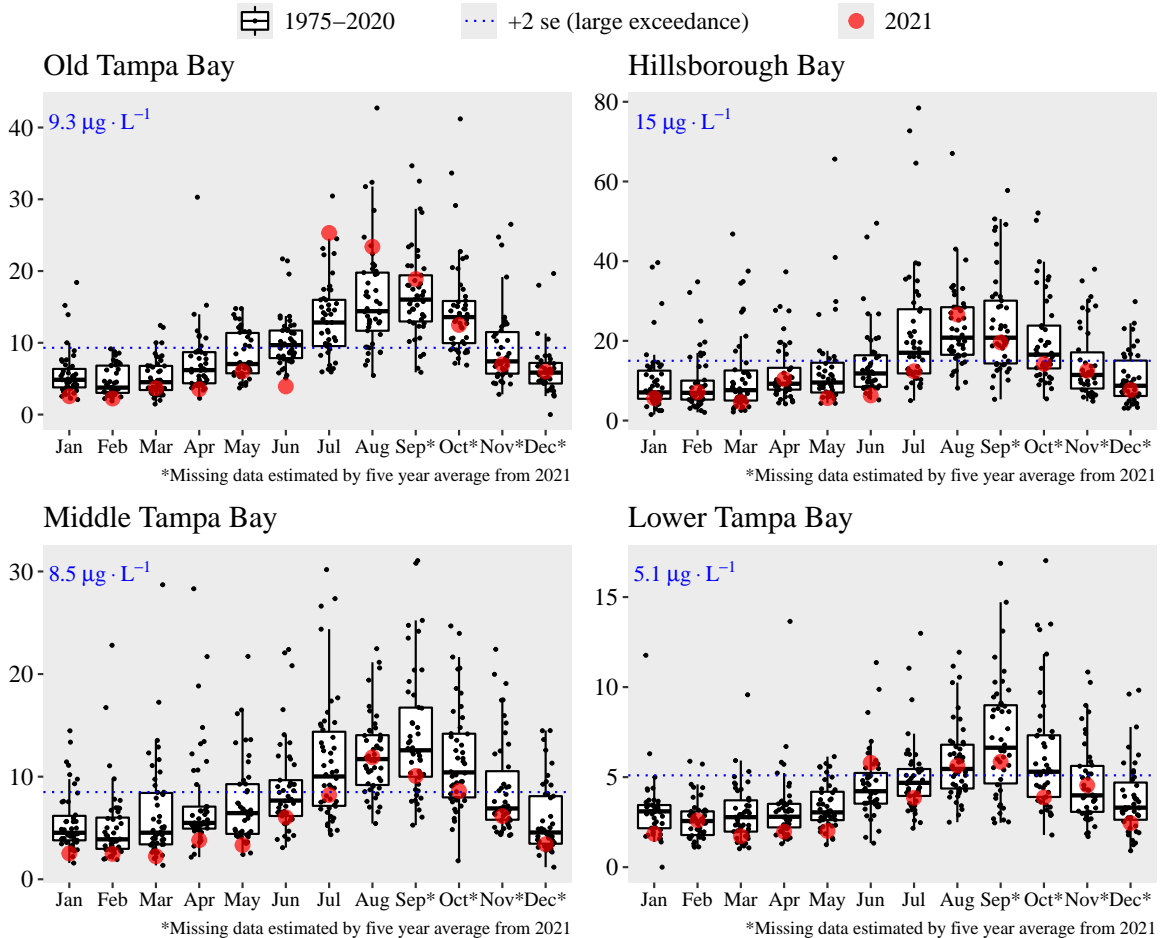 1975−2020 +2 se (large exceedance) 2021
Old Tampa Bay
9.3 μg · L−1
40
30
20
10
0
Jan Feb Mar Apr May Jun Jul Aug Sep* Oct* Nov* Dec*
*Missing data estimated by five year average from 2021
Hillsborough Bay
15 μg · L−1
80
60
40
20
0
Jan Feb Mar Apr May Jun Jul Aug Sep* Oct* Nov* Dec*
*Missing data estimated by five year average from 2021
Middle Tampa Bay
8.5 μg · L−1
30
20
10
0
Jan Feb Mar Apr May Jun Jul Aug Sep* Oct* Nov* Dec*
*Missing data estimated by five year average from 2021
Lower Tampa Bay
5.1 μg · L−1
15
10
5
0
Jan Feb Mar Apr May Jun Jul Aug Sep* Oct* Nov* Dec*
*Missing data estimated by five year average from 2021